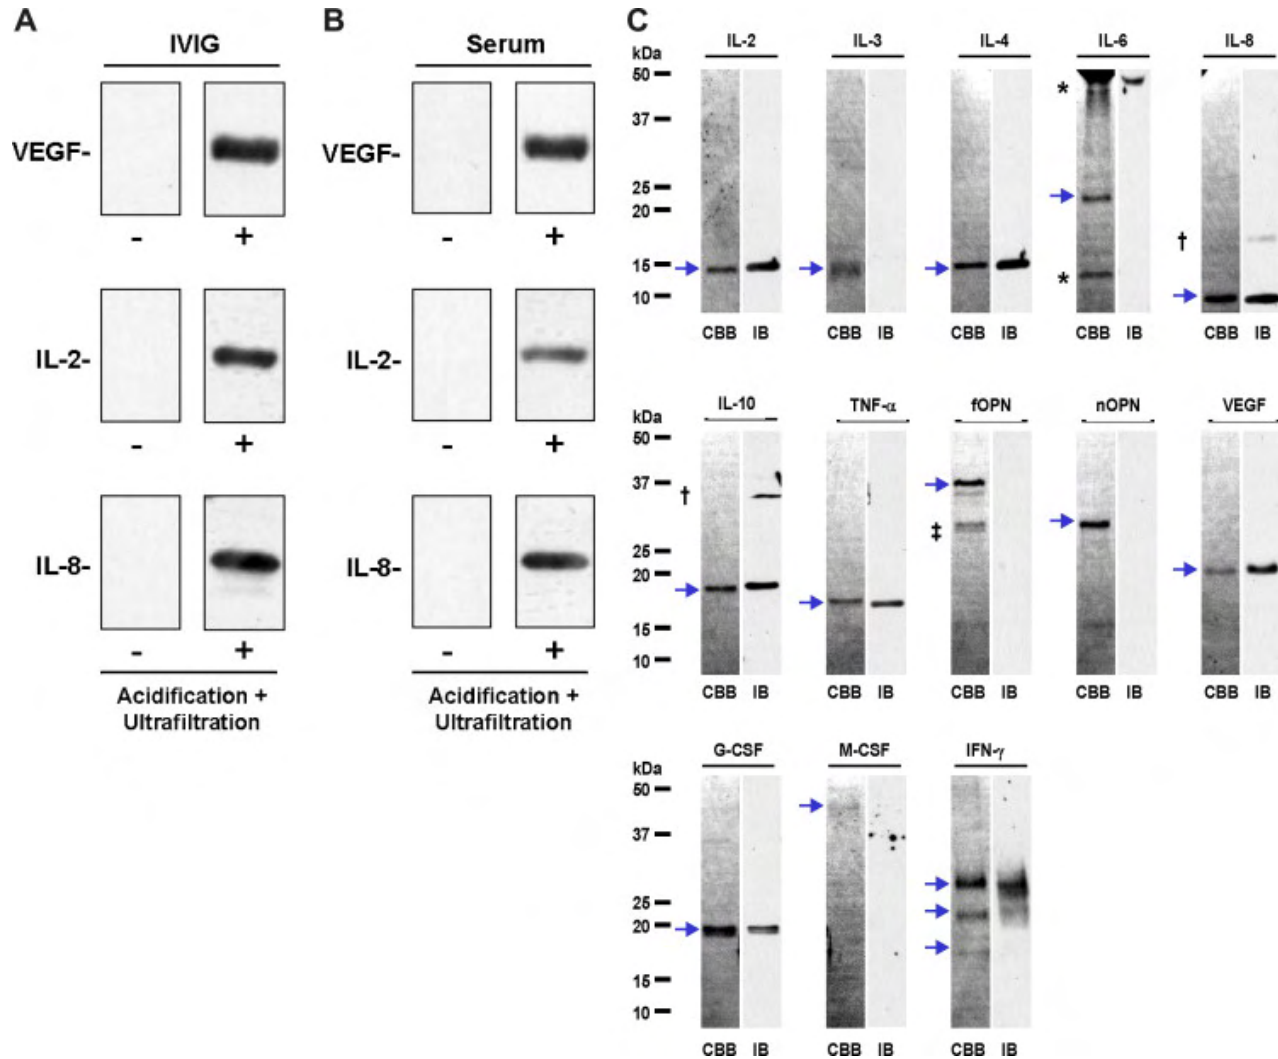 A
IVIG
VEGF-
- +
IL-2-
- +
IL-8-
- +
Acidification +
Ultrafiltration
B
Serum
VEGF-
- +
IL-2-
- +
IL-8-
- +
Acidification +
Ultrafiltration
C
kDa IL-2 IL-3 IL-4 IL-6 IL-8
50
*
37
25
20
†
15
*
10
CBB IB CBB IB CBB IB CBB IB CBB IB
kDa IL-10 TNF-α fOPN nOPN VEGF
50
37
†
‡
25
20
15
10
CBB IB CBB IB CBB IB CBB IB CBB IB
kDa G-CSF M-CSF IFN-γ
50
37
25
20
15
10
CBB IB CBB IB CBB IB